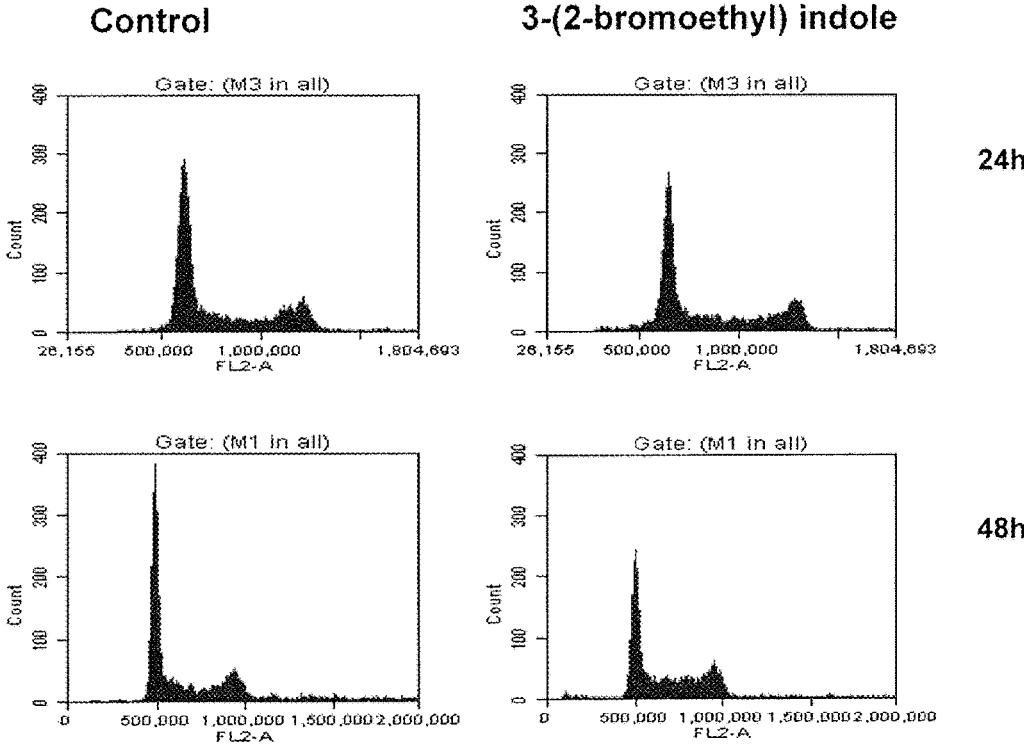 Control
3-(2-bromoethyl) indole
Gate: (M3 in all)
400
300
200
100
0
Count
26,155 500,000 1,000,000 1,804,693
FL2-A
Gate: (M3 in all)
400
300
200
100
0
Count
26,155 500,000 1,000,000 1,804,693
FL2-A
24h
Gate: (M1 in all)
400
300
200
100
0
Count
0 500,000 1,000,000 1,500,000 2,000,000
FL2-A
Gate: (M1 in all)
400
300
200
100
0
Count
0 500,000 1,000,000 1,500,000 2,000,000
FL2-A
48h